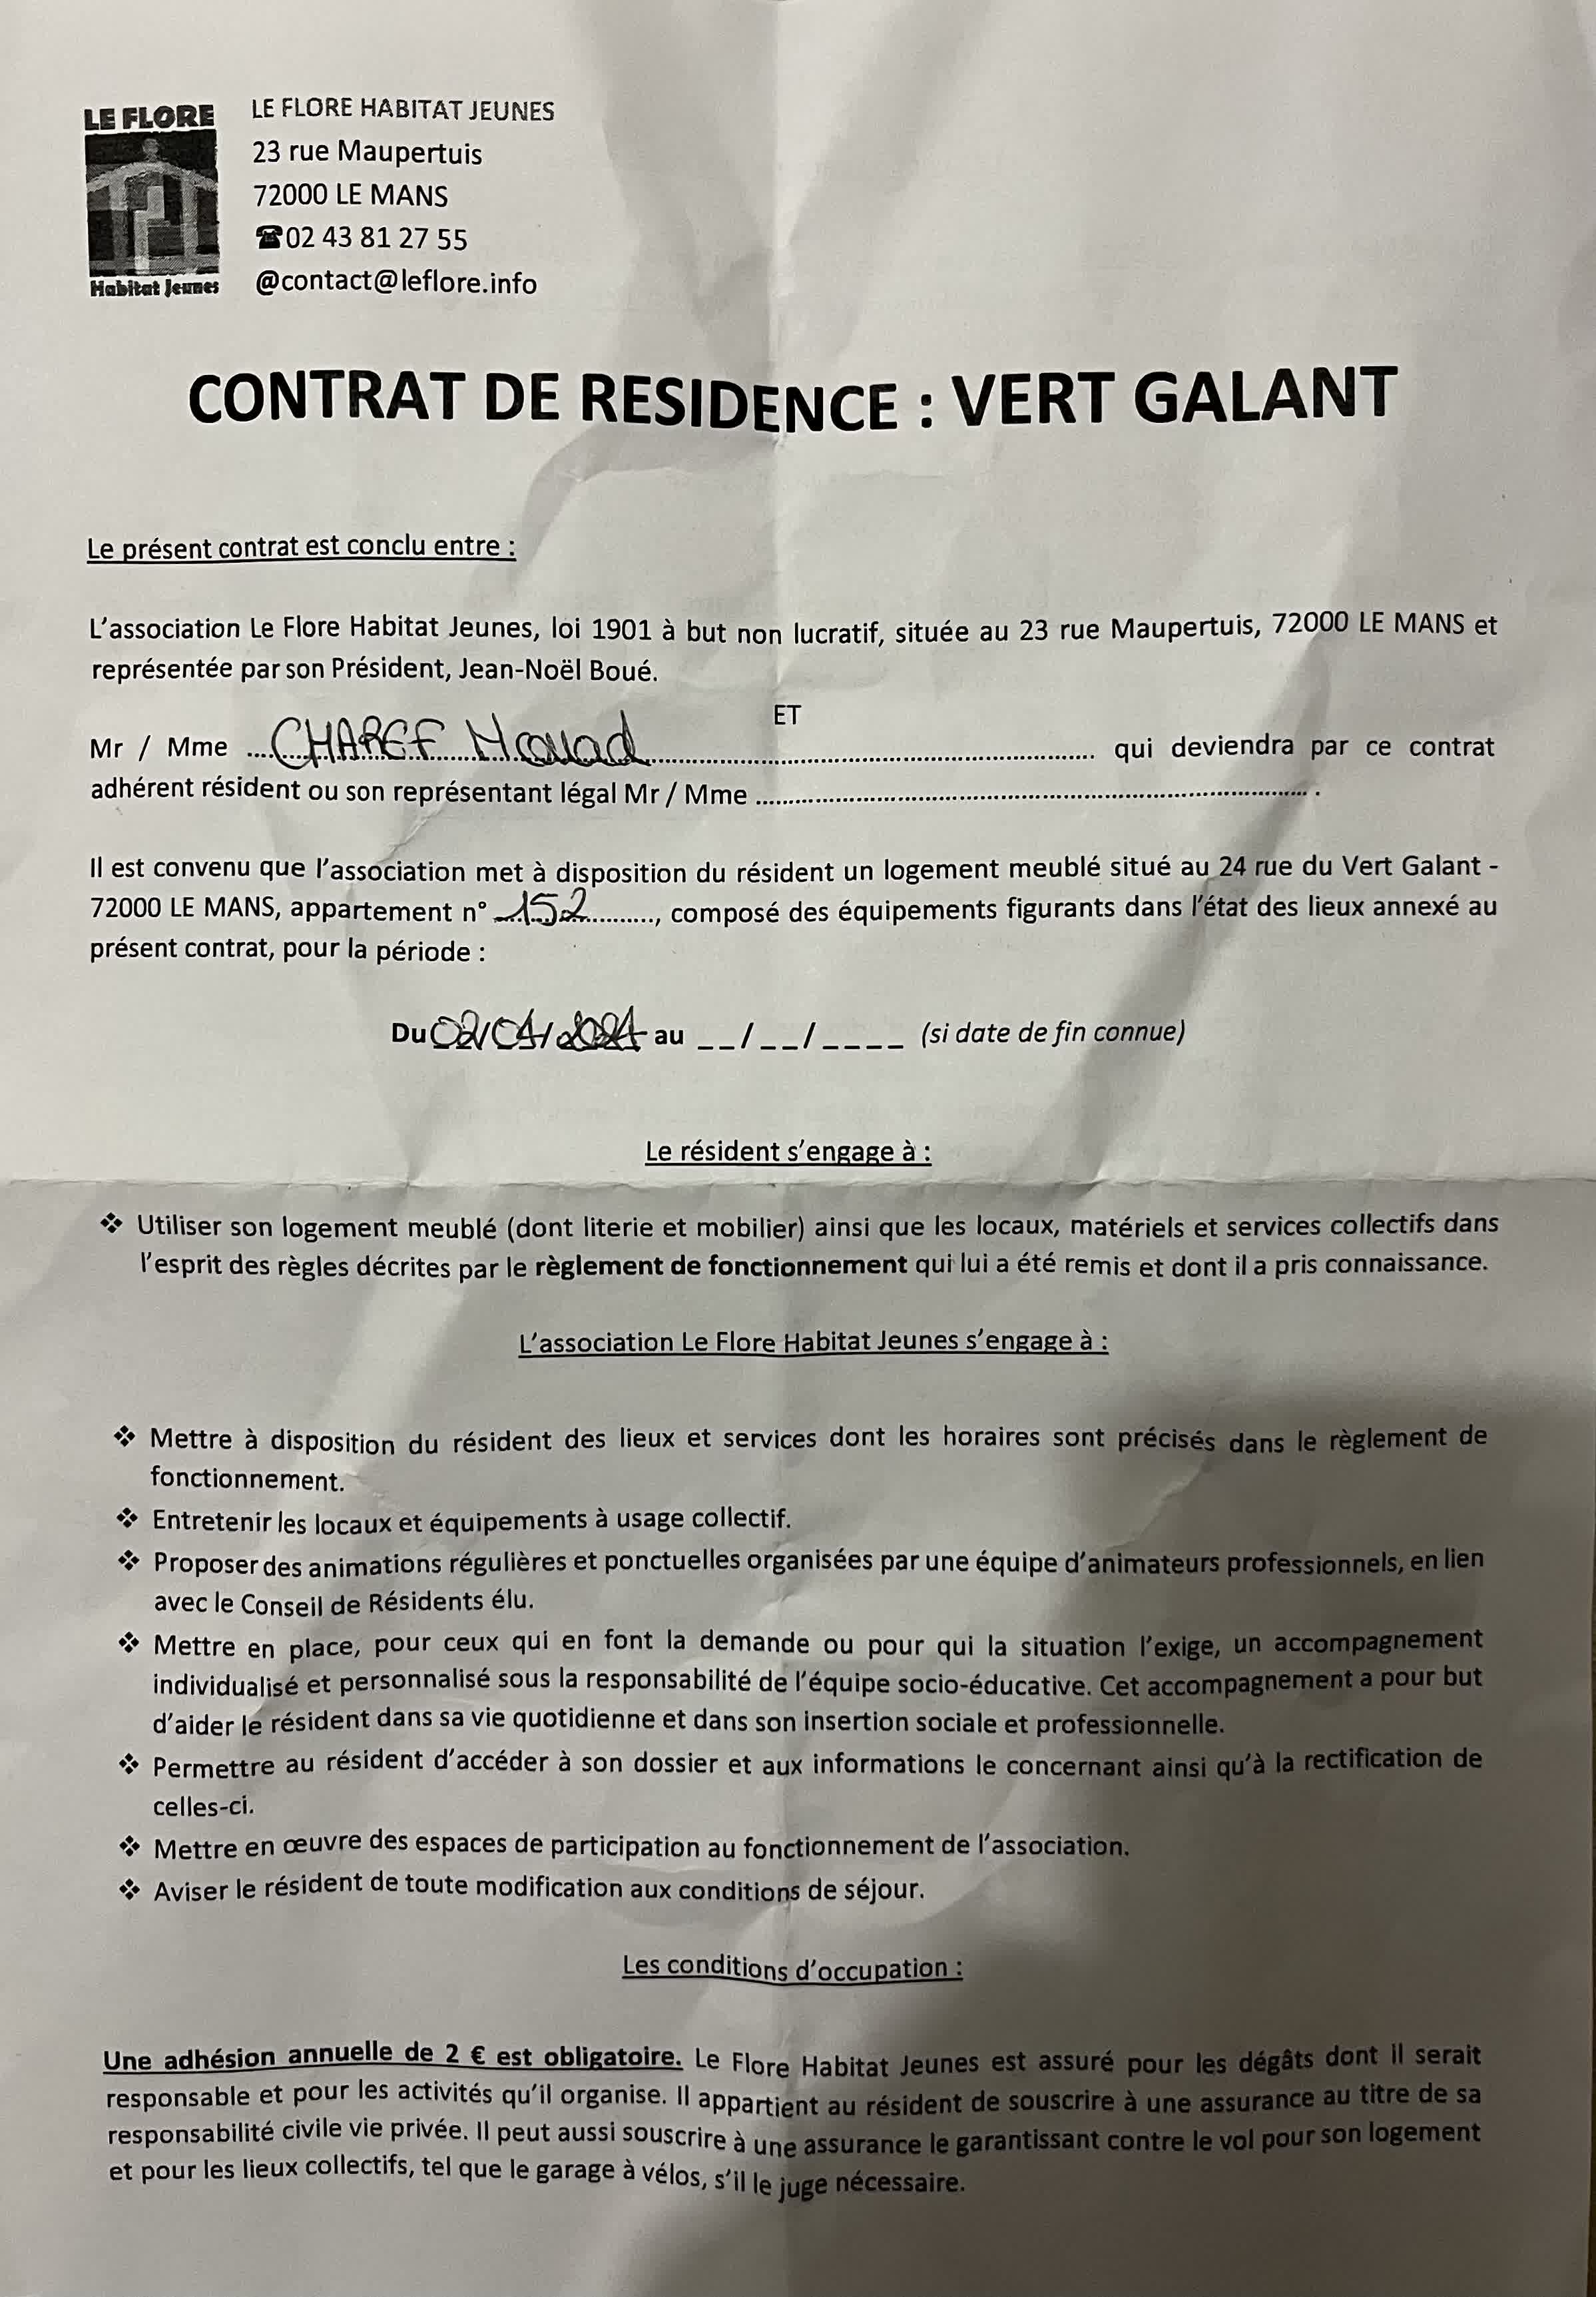 LE FLORE
Habitat Jeunes
LE FLORE HABITAT JEUNES
23 rue Maupertuis
72000 LE MANS
☎02 43 81 27 55
@contact@leflore.info
CONTRAT DE RESIDENCE : VERT GALANT
Le présent contrat est conclu entre :
L'association Le Flore Habitat Jeunes, loi 1901 à but non lucratif, située au 23 rue Maupertuis, 72000 LE MANS et
représentée par son Président, Jean-Noël Boué.
ET
Mr / Mme CHAREF qui deviendra par ce contrat
adhérent résident ou son représentant légal Mr / Mme .
Il est convenu que l'association met à disposition du résident un logement meublé situé au 24 rue du Vert Galant -
72000 LE MANS, appartement n° 152, composé des équipements figurants dans l'état des lieux annexé au
présent contrat, pour la période :
Du au __/__/____ (si date de fin connue)
Le résident s'engage à :
❖ Utiliser son logement meublé (dont literie et mobilier) ainsi que les locaux, matériels et services collectifs dans
l'esprit des règles décrites par le règlement de fonctionnement qui lui a été remis et dont il a pris connaissance.
L'association Le Flore Habitat Jeunes s'engage à :
❖ Mettre à disposition du résident des lieux et services dont les horaires sont précisés dans le règlement de
fonctionnement.
❖ Entretenir les locaux et équipements à usage collectif.
❖ Proposer des animations régulières et ponctuelles organisées par une équipe d'animateurs professionnels, en lien
avec le Conseil de Résidents élu.
❖ Mettre en place, pour ceux qui en font la demande ou pour qui la situation l'exige, un accompagnement
individualisé et personnalisé sous la responsabilité de l'équipe socio-éducative. Cet accompagnement a pour but
d'aider le résident dans sa vie quotidienne et dans son insertion sociale et professionnelle.
❖ Permettre au résident d'accéder à son dossier et aux informations le concernant ainsi qu'à la rectification de
celles-ci.
❖ Mettre en œuvre des espaces de participation au fonctionnement de l'association.
❖ Aviser le résident de toute modification aux conditions de séjour.
Les conditions d'occupation :
Une adhésion annuelle de 2 € est obligatoire. Le Flore Habitat Jeunes est assuré pour les dégâts dont il serait
responsable et pour les activités qu'il organise. Il appartient au résident de souscrire à une assurance au titre de sa
responsabilité civile vie privée. Il peut aussi souscrire à une assurance le garantissant contre le vol pour son logement
et pour les lieux collectifs, tel que le garage à vélos, s'il le juge nécessaire.